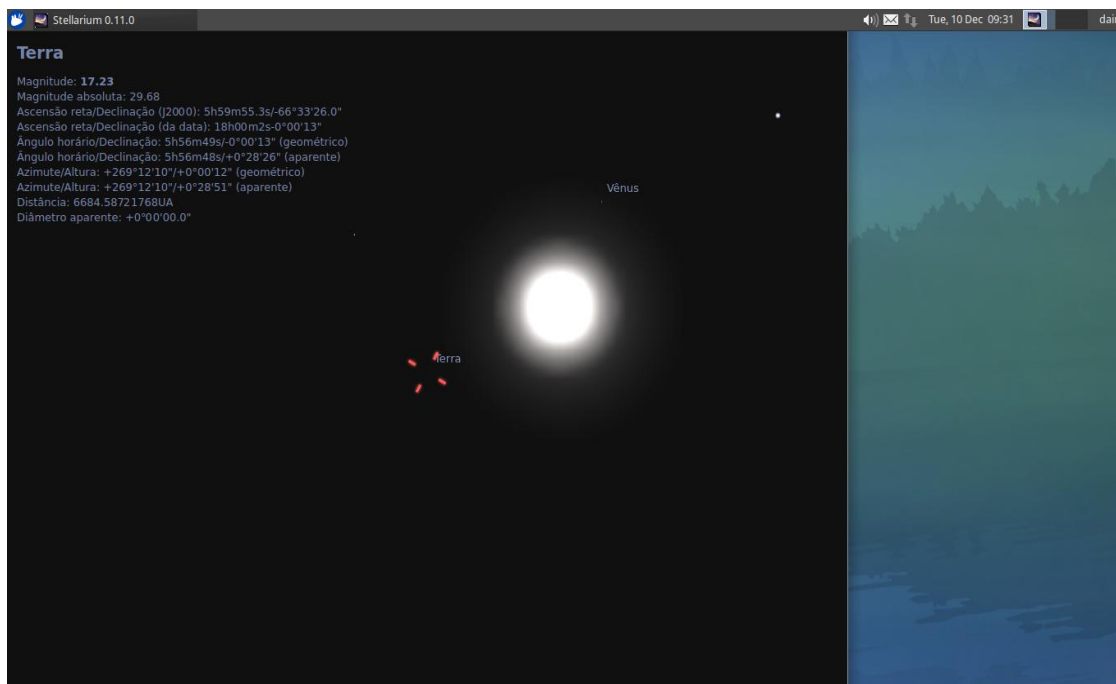 Stellarium 0.11.0
Tue, 10 Dec 09:31
Terra
Magnitude: 17.23
Magnitude absoluta: 29.68
Ascensão reta/Declinação (J2000): 5h59m55.3s/-66°33'26.0"
Ascensão reta/Declinação (da data): 18h00m2s-0°00'13"
Ângulo horário/Declinação: 5h56m49s/-0°00'13" (geométrico)
Ângulo horário/Declinação: 5h56m48s/+0°28'26" (aparente)
Azimute/Altura: +269°12'10"/+0°00'12" (geométrico)
Azimute/Altura: +269°12'10"/+0°28'51" (aparente)
Distância: 6684.58721768UA
Diâmetro aparente: +0°00'00.0"
Vênus
Terra